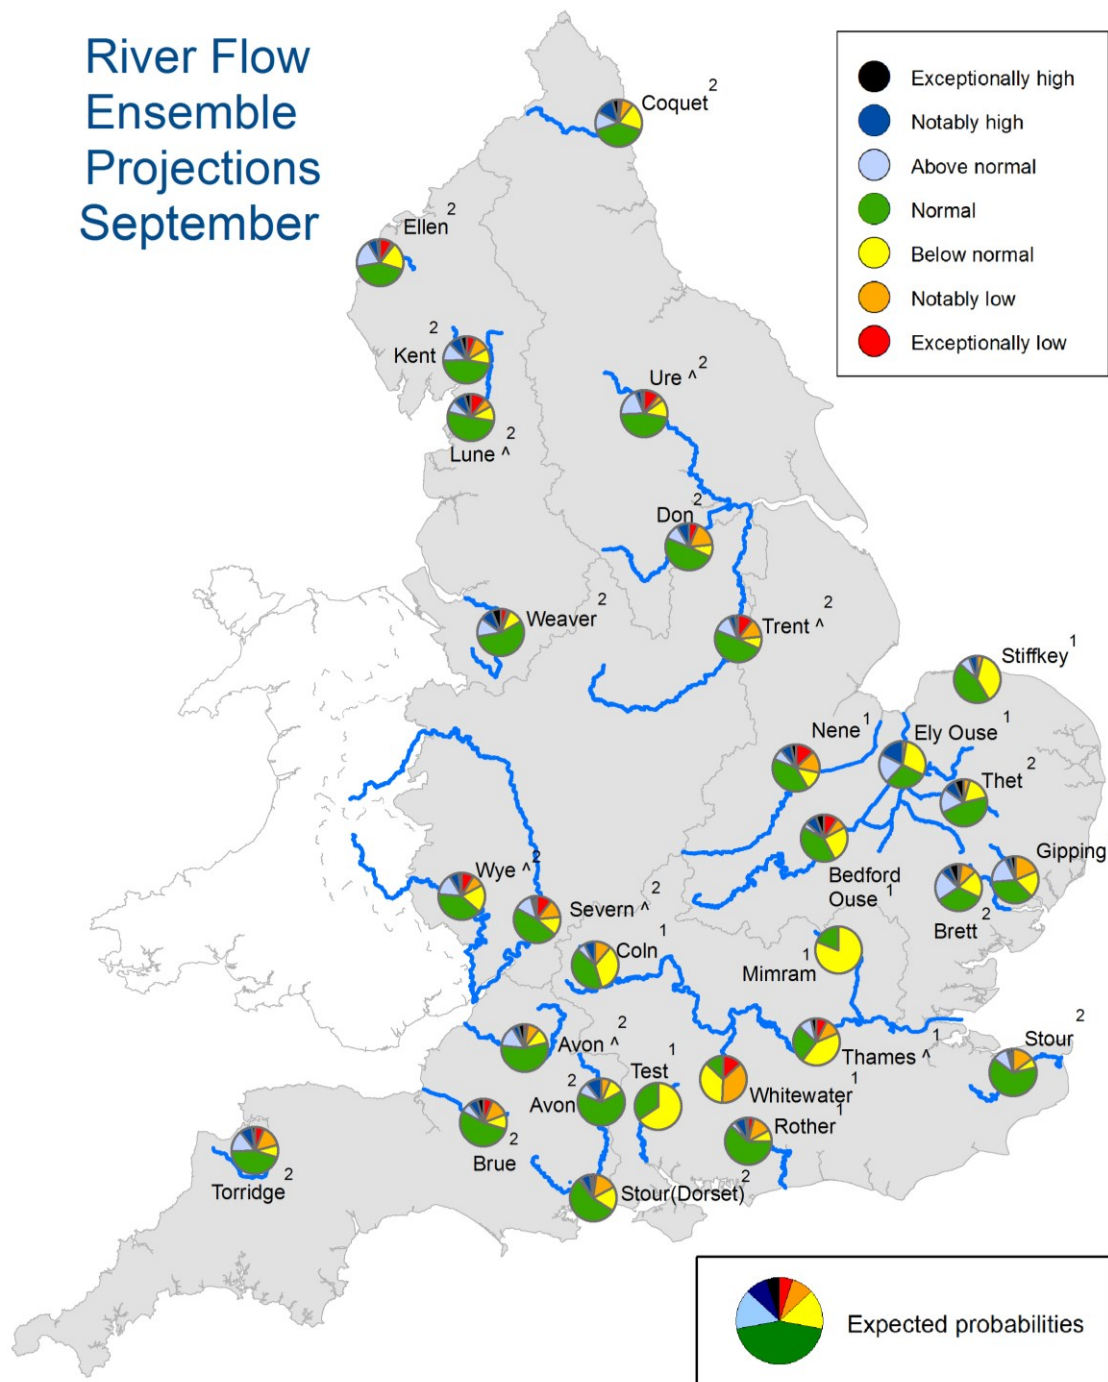 River Flow
Ensemble
Projections
September
Exceptionally high
Notably high
Above normal
Normal
Below normal
Notably low
Exceptionally low
Coquet 2
Ellen 2
Kent 2
Ure ^ 2
Lune ^ 2
Don 2
Weaver 2
Trent ^ 2
Stiffkey 1
Nene 1
Ely Ouse 1
Thet 2
Gipping
Bedford
Ouse 1
Brett 2
Wye ^ 2
Severn ^ 2
Coln 1
Mimram 1
Avon ^ 2
Thames ^ 1
Stour 2
Test 1
Avon 2
Whitewater 1
Rother 1
Brue 2
Torridge 2
Stour(Dorset) 2
Expected probabilities